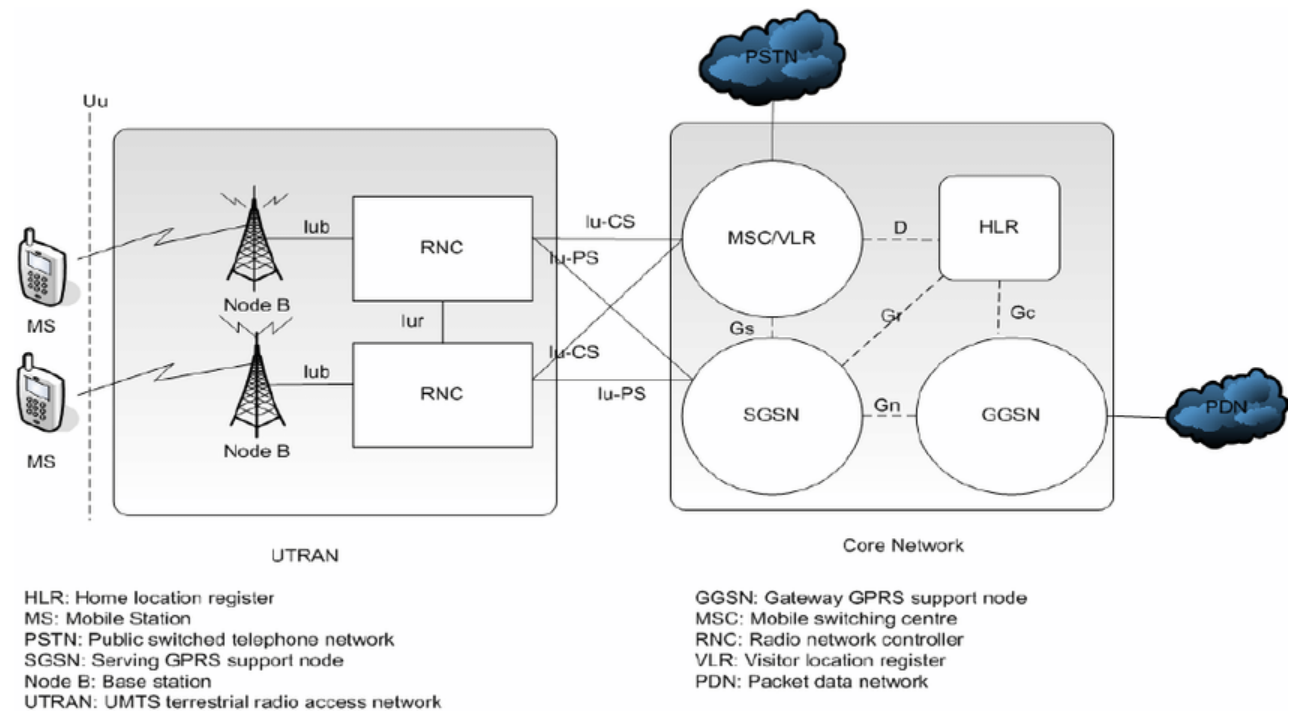 PSTN
Uu
Iub
RNC
Iu-CS
Iu-PS
MSC/VLR
D
HLR
MS
Node B
Iur
Gs
Gr
Gc
Iub
RNC
Iu-CS
Iu-PS
SGSN
Gn
GGSN
PDN
Node B
MS
UTRAN
Core Network
HLR: Home location register
MS: Mobile Station
PSTN: Public switched telephone network
SGSN: Serving GPRS support node
Node B: Base station
UTRAN: UMTS terrestrial radio access network
GGSN: Gateway GPRS support node
MSC: Mobile switching centre
RNC: Radio network controller
VLR: Visitor location register
PDN: Packet data network